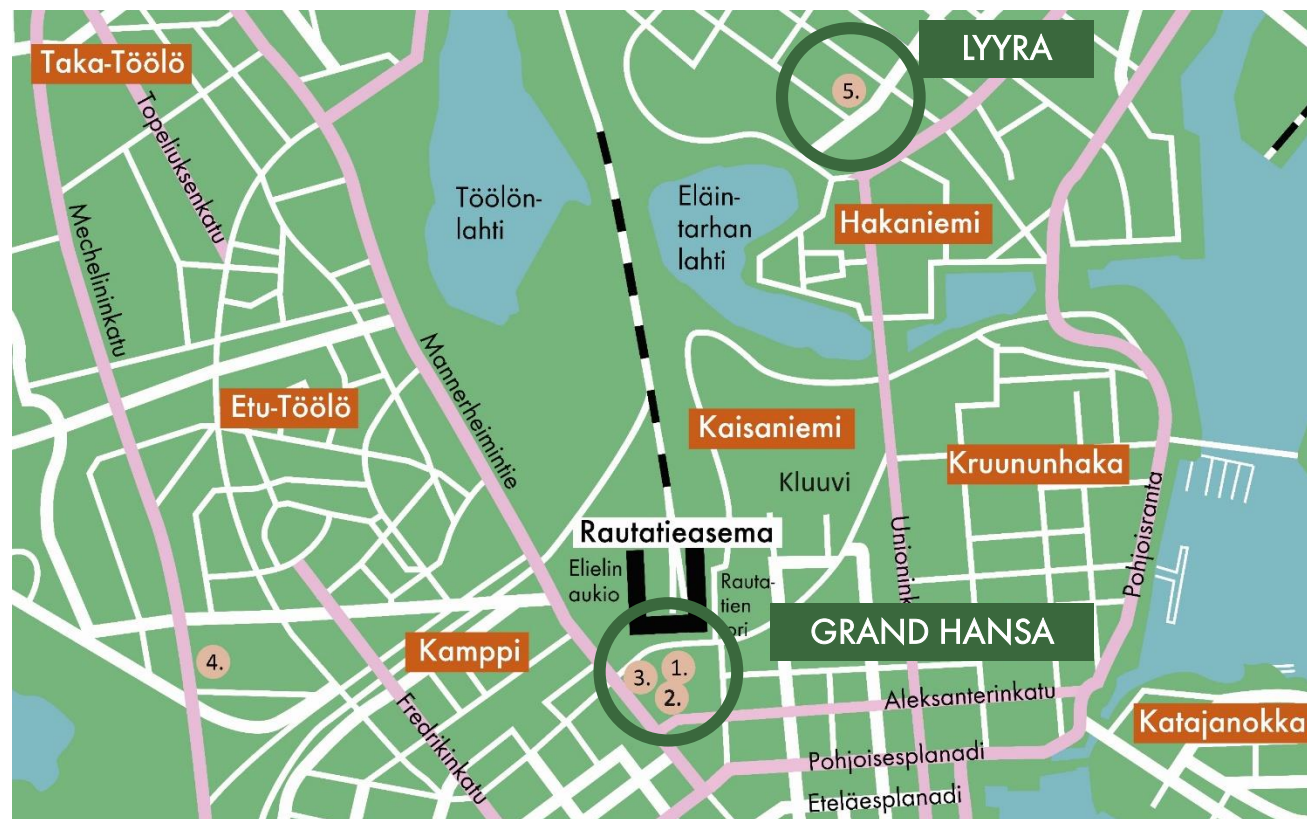 LYYRA
Taka-Töölö
5.
Topeliuksenkatu
Mechelininkatu
Töölön-
lahti
Eläin-
tarhan
lahti
Hakaniemi
Mannerheimintie
Etu-Töölö
Kaisaniemi
Kluuvi
Kruununhaka
Pohjoisranta
Rautatieasema
Elielin
aukio
Rauta-
tien
ori
Unionink
GRAND HANSA
Kamppi
4.
3.
1.
2.
Fredrikinkatu
Aleksanterinkatu
Katajanokka
Pohjoisesplanadi
Eteläesplanadi